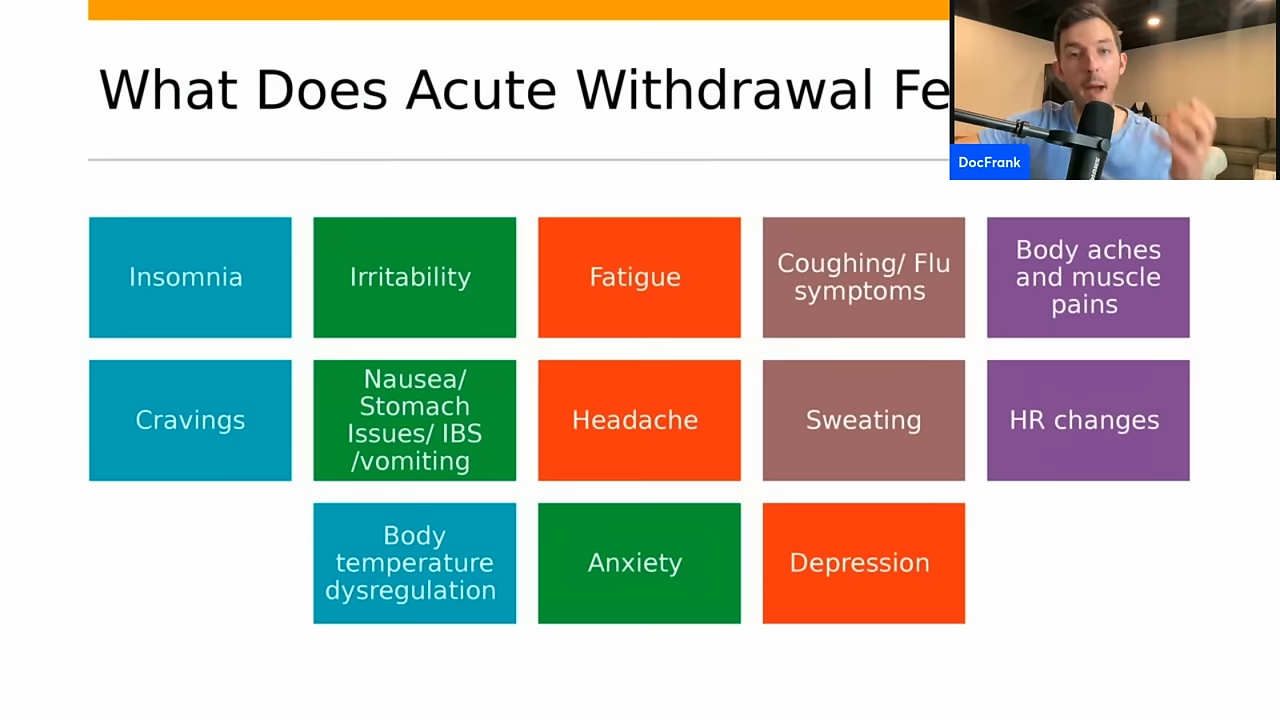 What Does Acute Withdrawal Fe
DocFrank
Insomnia
Irritability
Fatigue
Coughing/ Flu
symptoms
Body aches
and muscle
pains
Cravings
Nausea/
Stomach
Issues/ IBS
/vomiting
Headache
Sweating
HR changes
Body
temperature
dysregulation
Anxiety
Depression